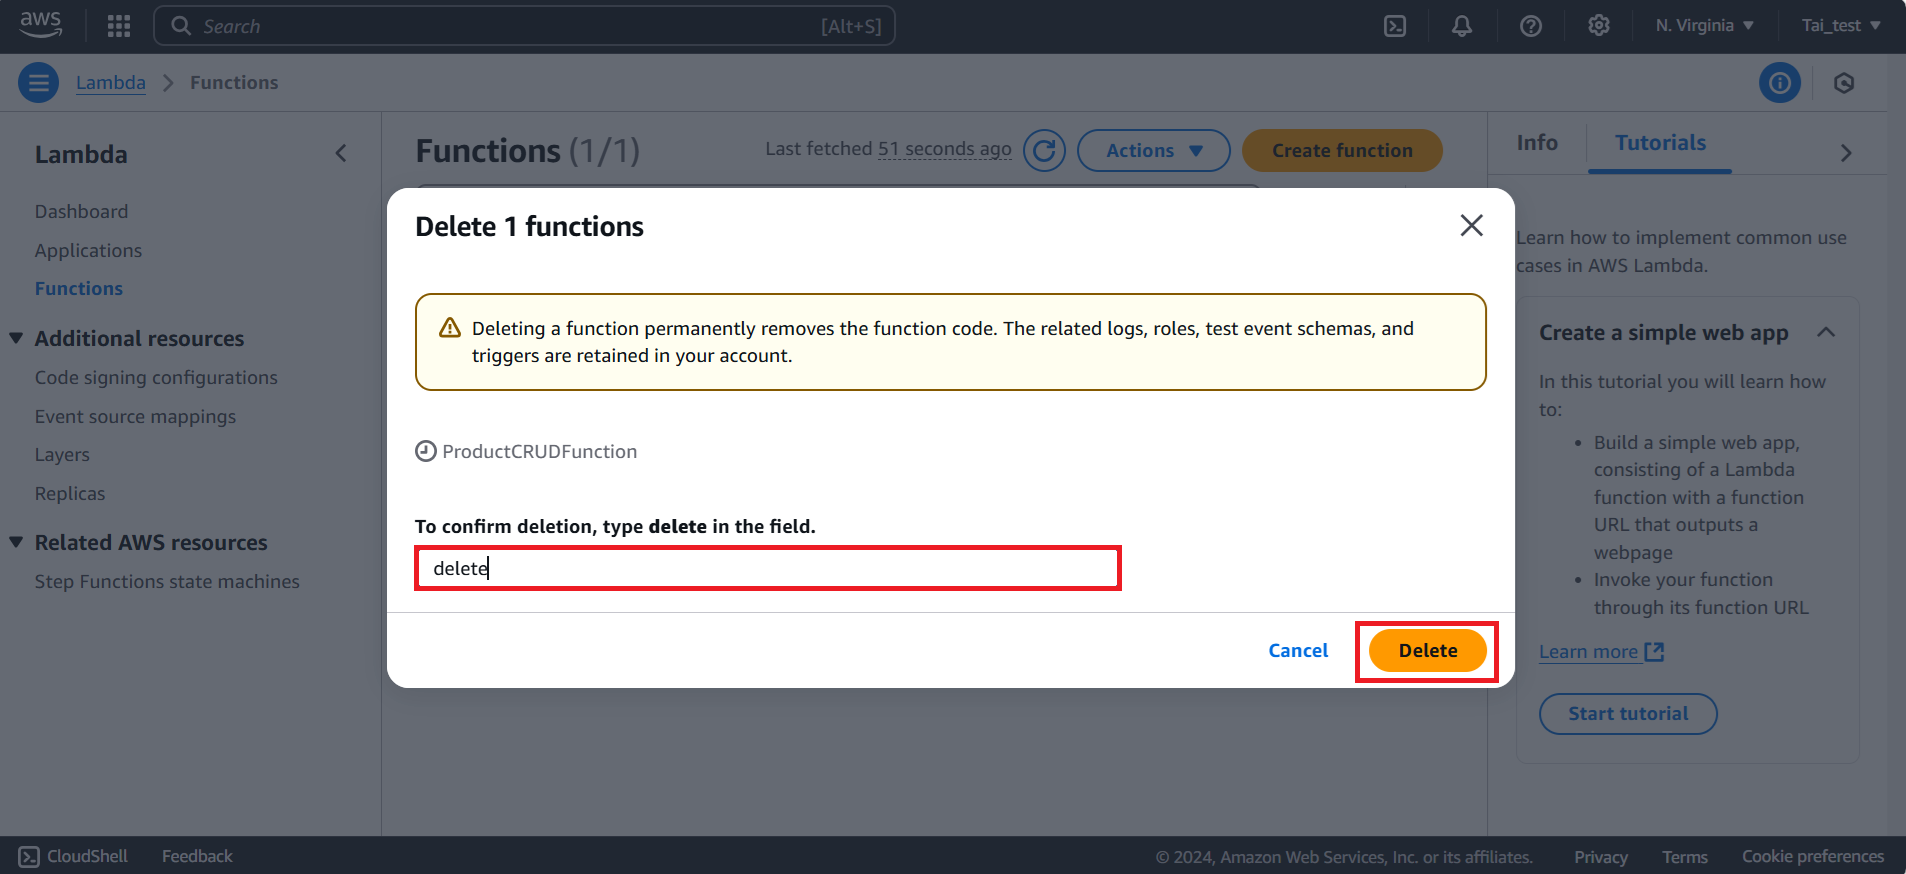 aws
Search [Alt+S]
N. Virginia
Tai_test
Lambda
Functions
Lambda
Dashboard
Applications
Functions
Additional resources
Code signing configurations
Event source mappings
Layers
Replicas
Related AWS resources
Step Functions state machines
Functions (1/1)
Last fetched 51 seconds ago
Actions
Create function
Delete 1 functions
Deleting a function permanently removes the function code. The related logs, roles, test event schemas, and
triggers are retained in your account.
ProductCRUDFunction
To confirm deletion, type delete in the field.
delete
Cancel
Delete
Info
Tutorials
Learn how to implement common use
cases in AWS Lambda.
Create a simple web app
In this tutorial you will learn how
to:
• Build a simple web app,
consisting of a Lambda
function with a function
URL that outputs a
webpage
• Invoke your function
through its function URL
Learn more
Start tutorial
CloudShell
Feedback
© 2024, Amazon Web Services, Inc. or its affiliates.
Privacy
Terms
Cookie preferences